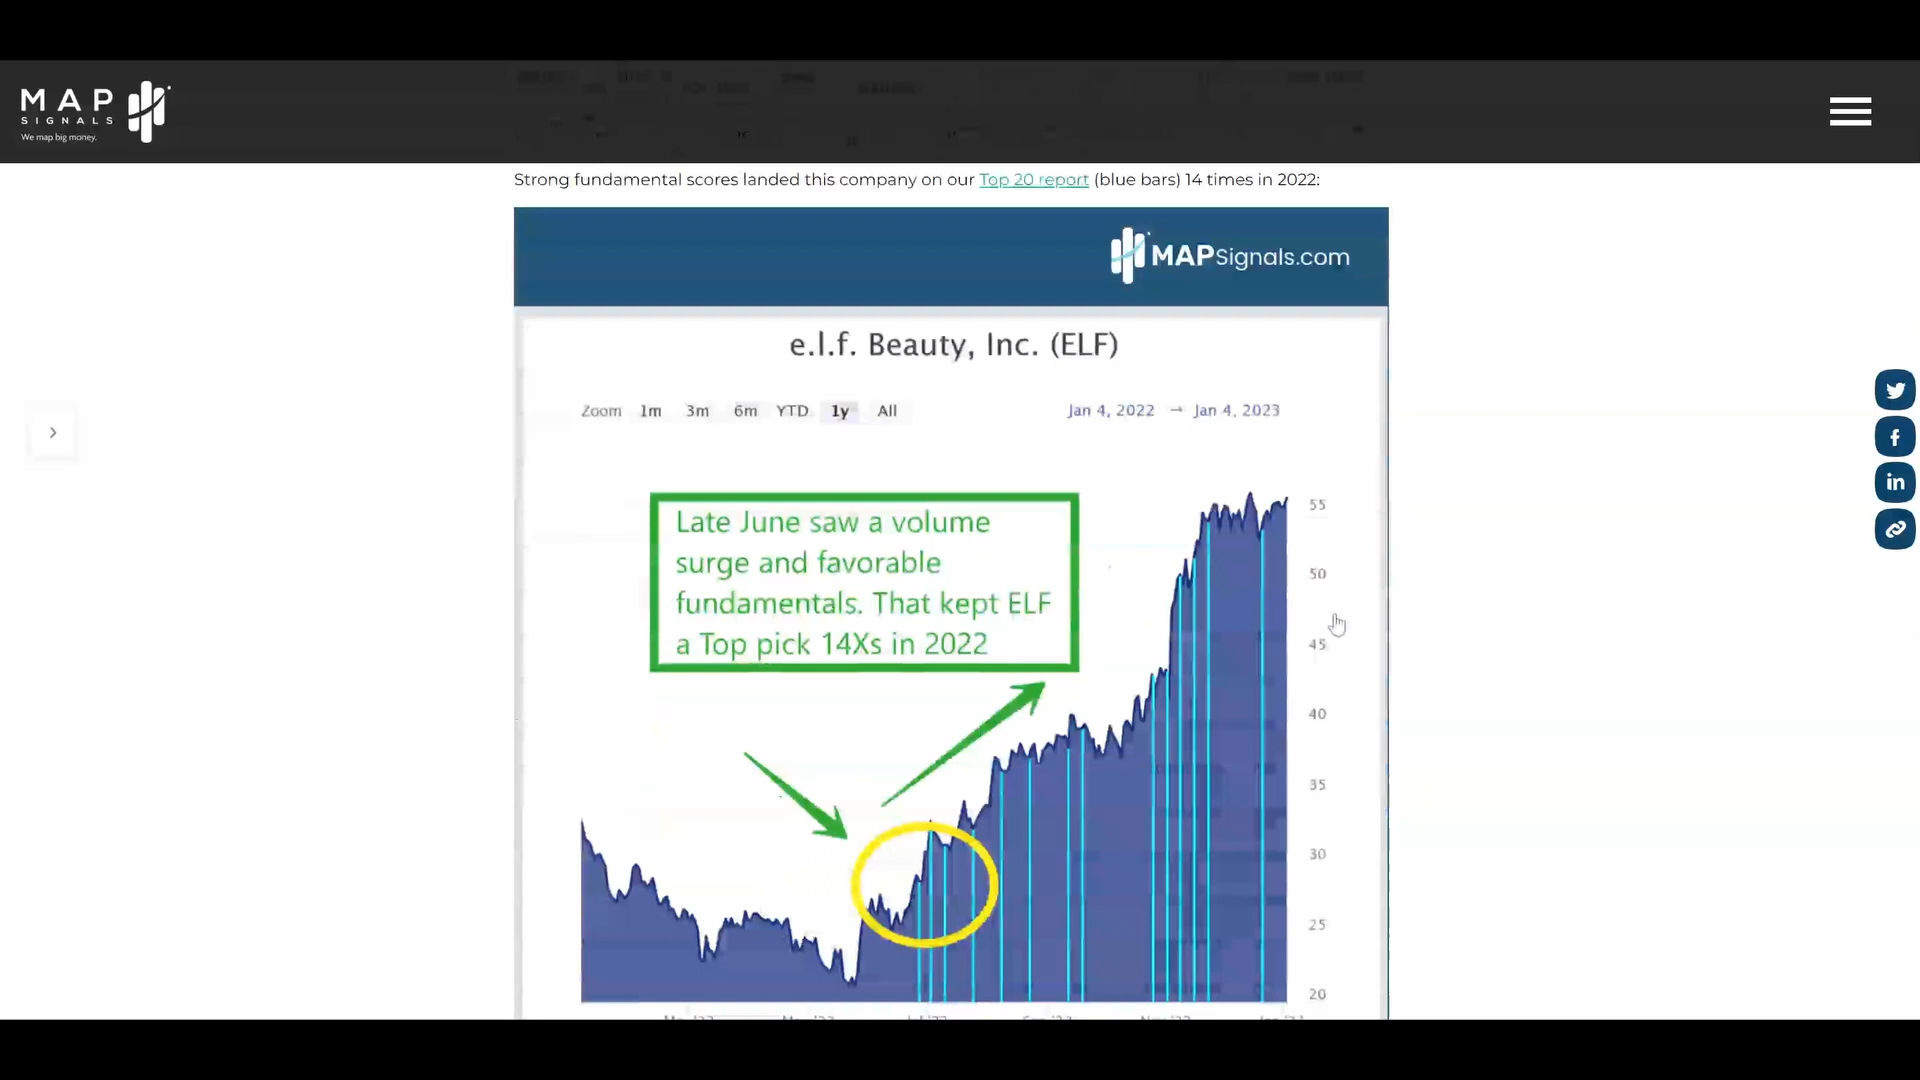 MAP
SIGNALS
We map big money.
Strong fundamental scores landed this company on our Top 20 report (blue bars) 14 times in 2022:
MAPSignals.com
e.l.f. Beauty, Inc. (ELF)
Zoom 1m 3m 6m YTD 1y All
Jan 4, 2022 → Jan 4, 2023
Late June saw a volume
surge and favorable
fundamentals. That kept ELF
a Top pick 14Xs in 2022
55
50
45
40
35
30
25
20